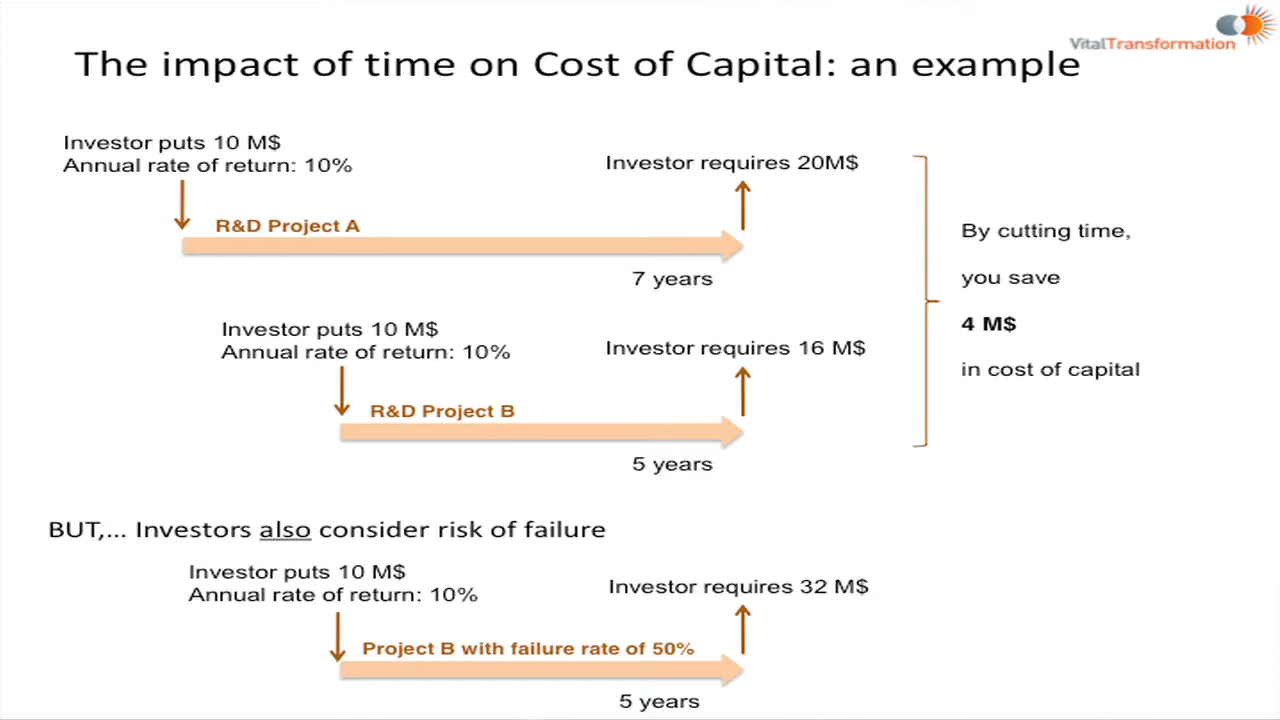 VitalTransformation
The impact of time on Cost of Capital: an example
Investor puts 10 M$
Annual rate of return: 10%
Investor requires 20M$
R&D Project A
7 years
Investor puts 10 M$
Annual rate of return: 10%
Investor requires 16 M$
R&D Project B
5 years
By cutting time,
you save
4 M$
in cost of capital
BUT,... Investors also consider risk of failure
Investor puts 10 M$
Annual rate of return: 10%
Investor requires 32 M$
Project B with failure rate of 50%
5 years